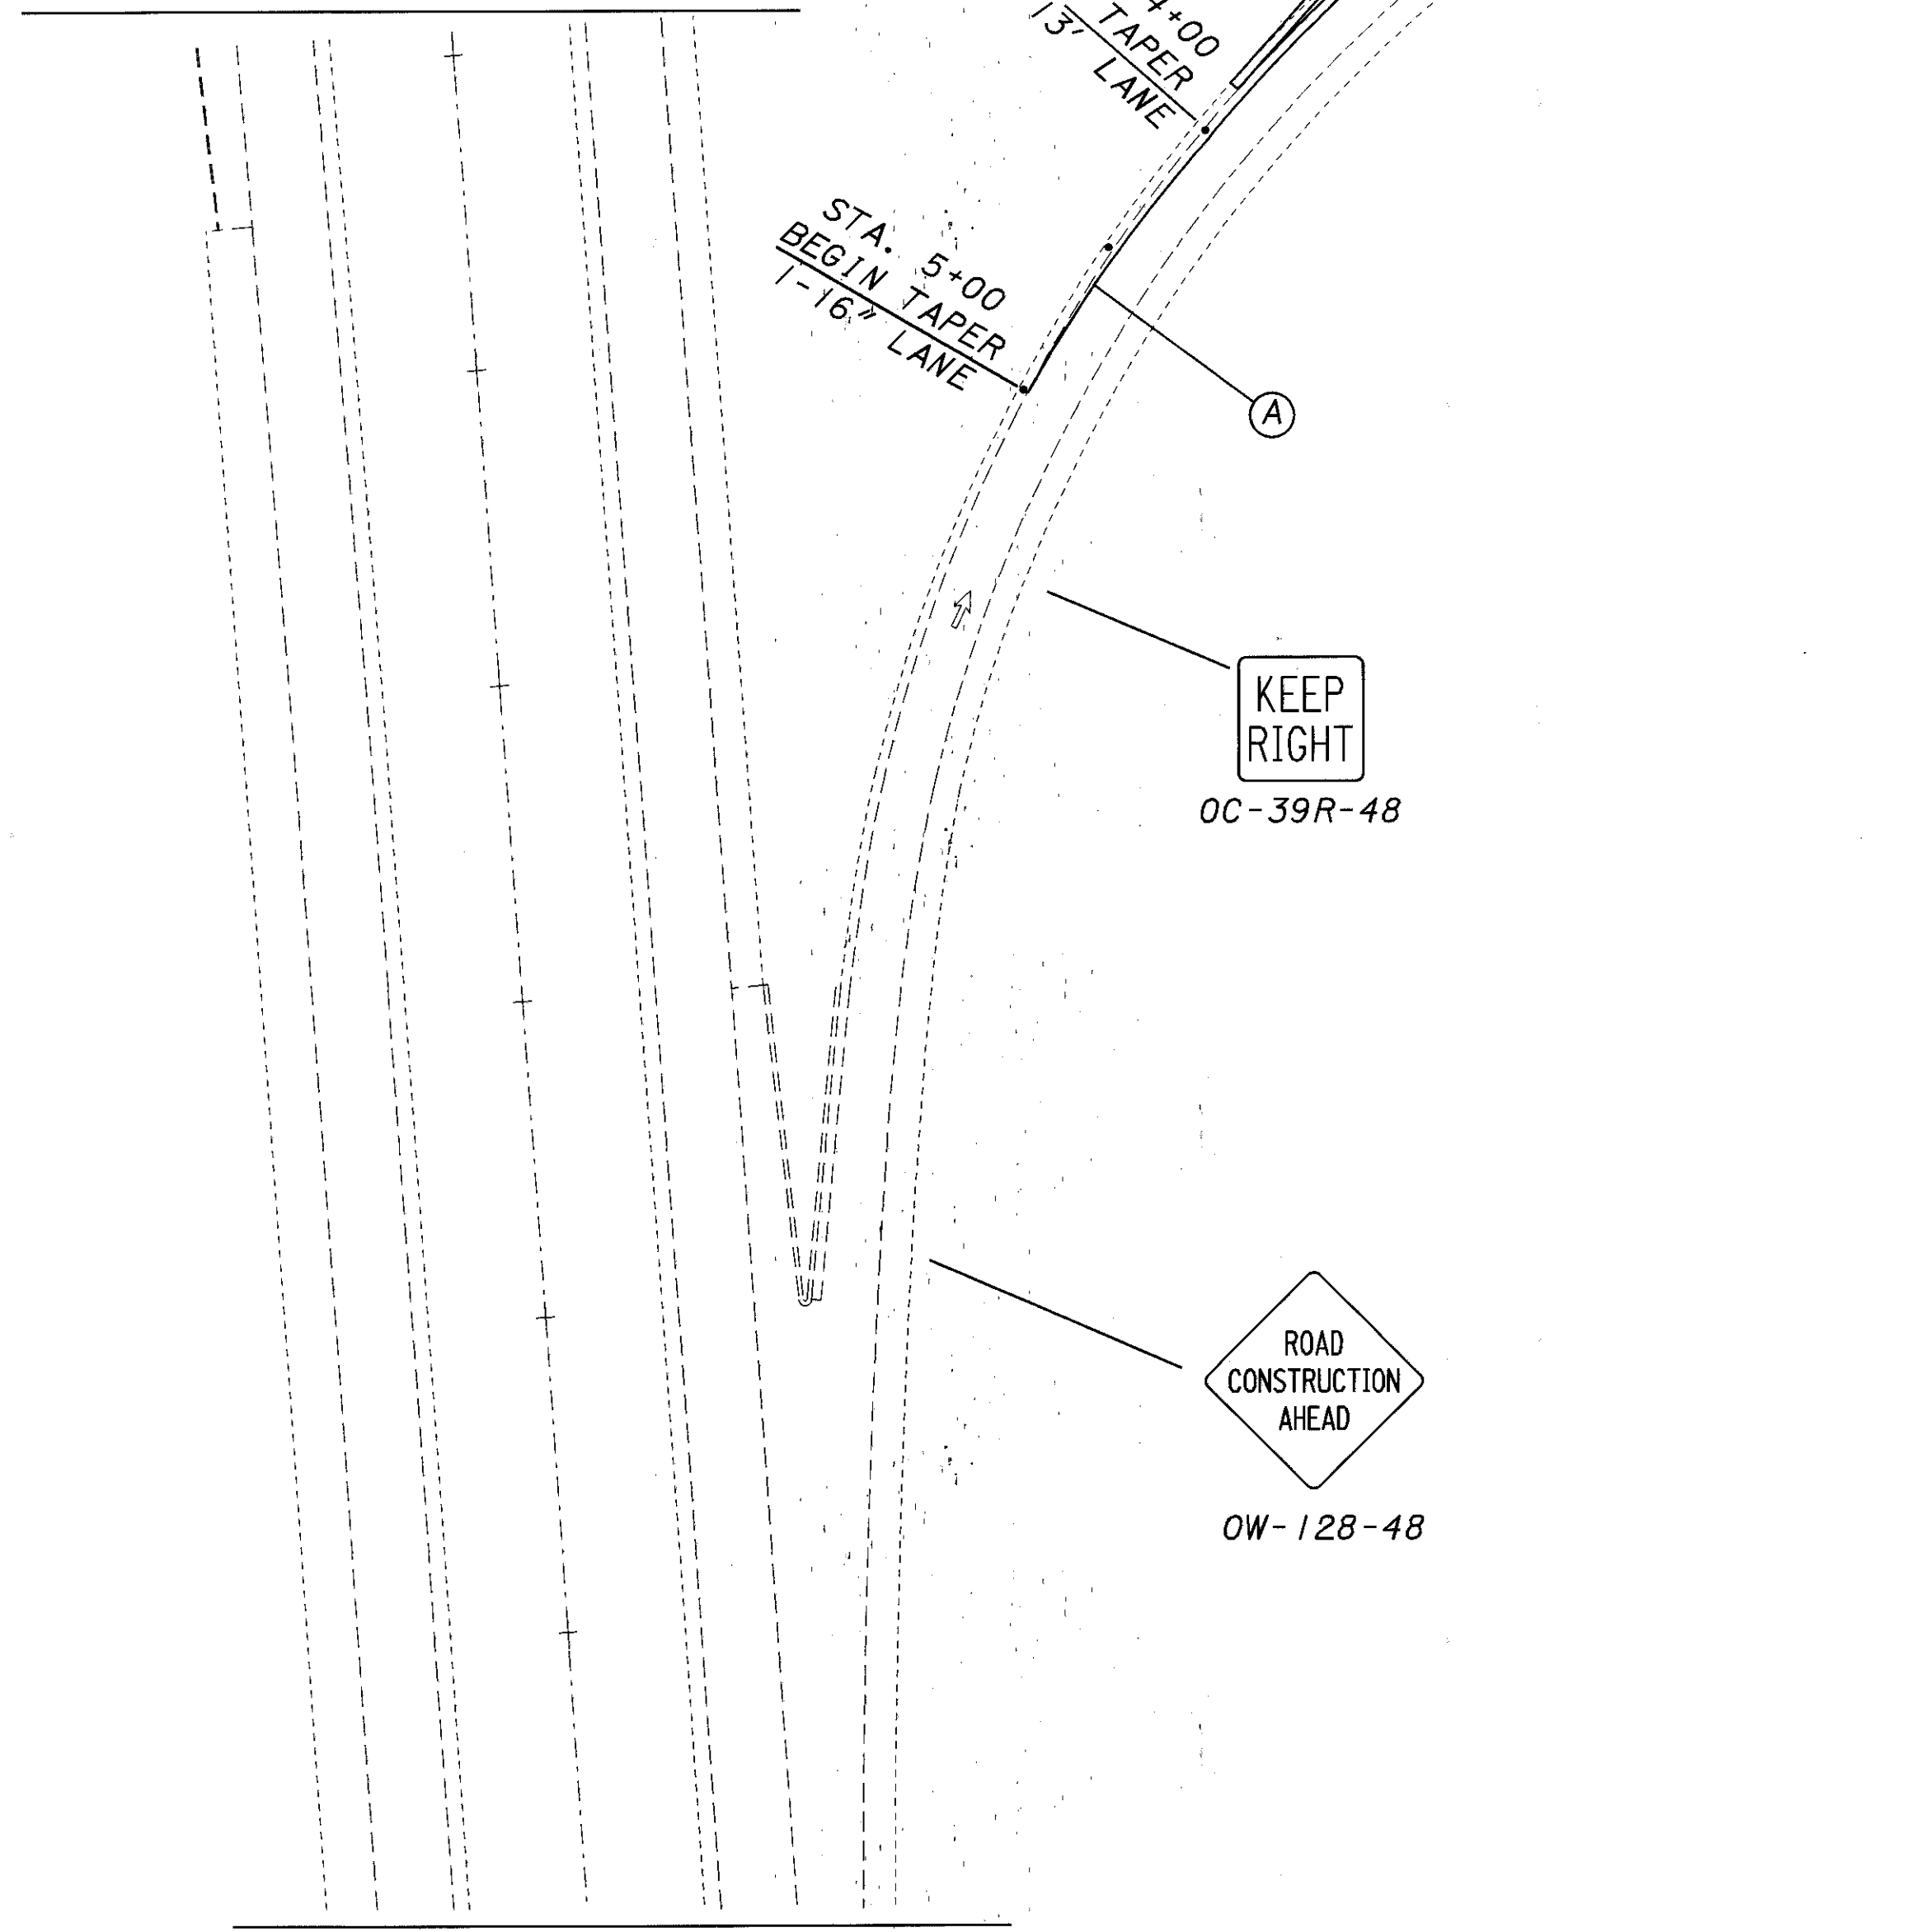 4+00
TAPER
13' LANE
STA. 5+00
BEGIN TAPER
1-16" LANE
A
KEEP
RIGHT
OC-39R-48
ROAD
CONSTRUCTION
AHEAD
OW-128-48